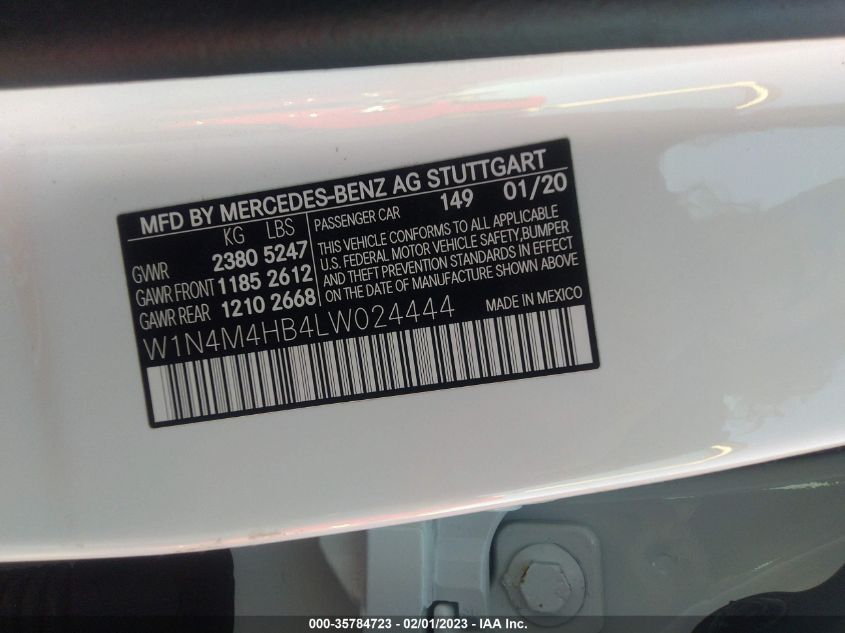 MFD BY MERCEDES-BENZ AG STUTTGART
KG LBS
GVWR 2380 5247
GAWR FRONT 1185 2612
GAWR REAR 1210 2668
PASSENGER CAR 149 01/20
THIS VEHICLE CONFORMS TO ALL APPLICABLE
U.S. FEDERAL MOTOR VEHICLE SAFETY,BUMPER
AND THEFT PREVENTION STANDARDS IN EFFECT
ON THE DATE OF MANUFACTURE SHOWN ABOVE
MADE IN MEXICO
W1N4M4HB4LW024444
000-35784723 - 02/01/2023 - IAA Inc.